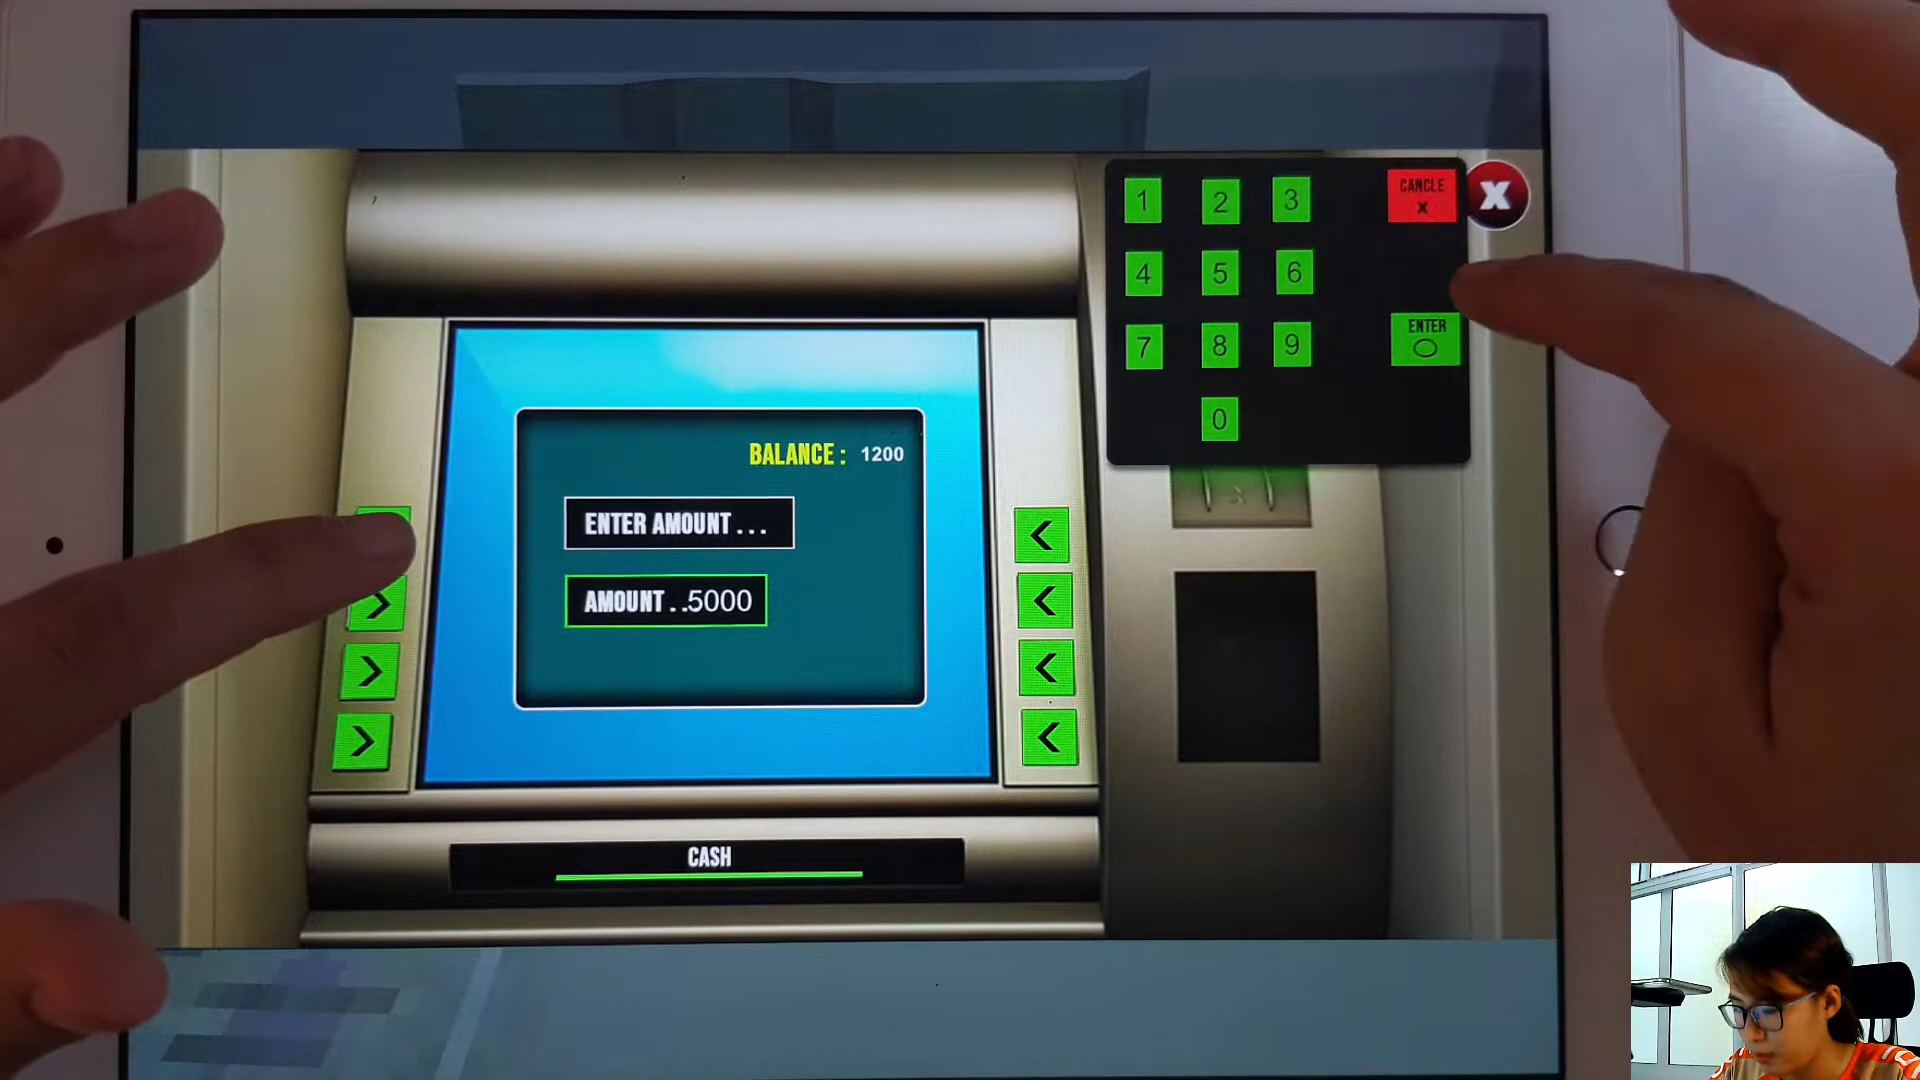 1 2 3 CANCLE
X
X
4 5 6
7 8 9 ENTER
0
BALANCE : 1200
ENTER AMOUNT . . .
AMOUNT . . 5000
CASH